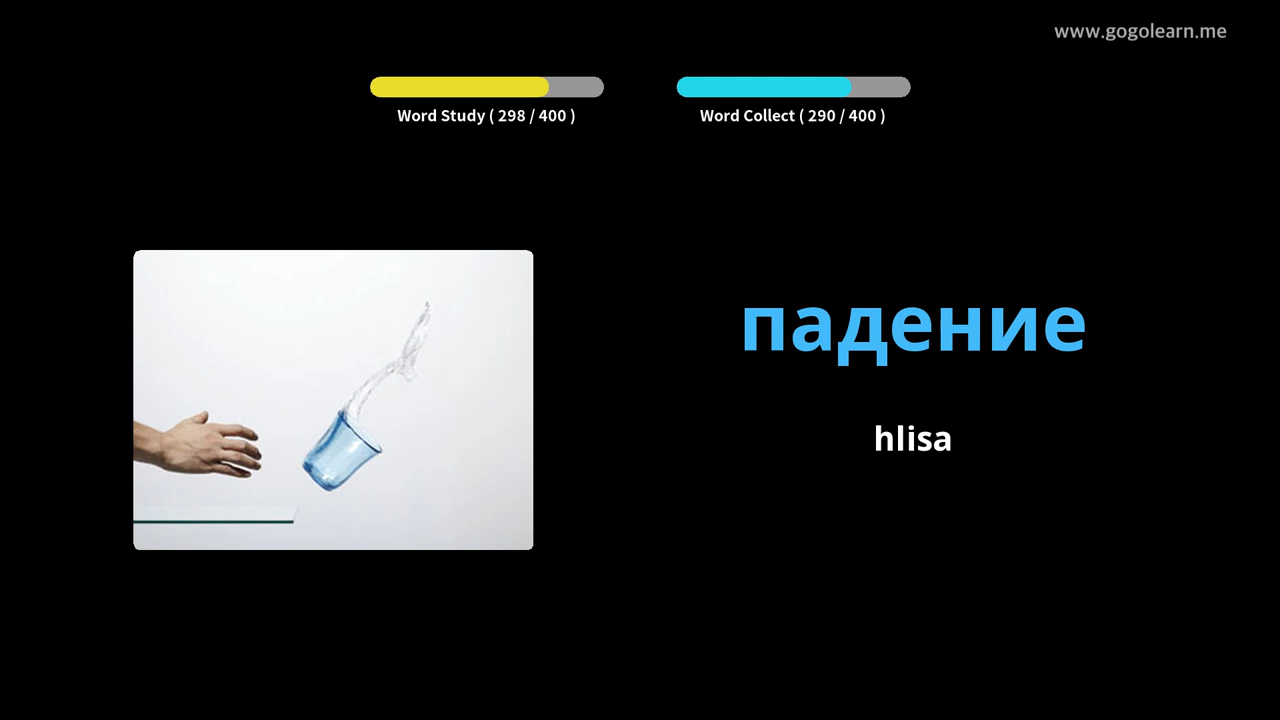 www.gogolearn.me
Word Study ( 298 / 400 )
Word Collect ( 290 / 400 )
падение
hlisa